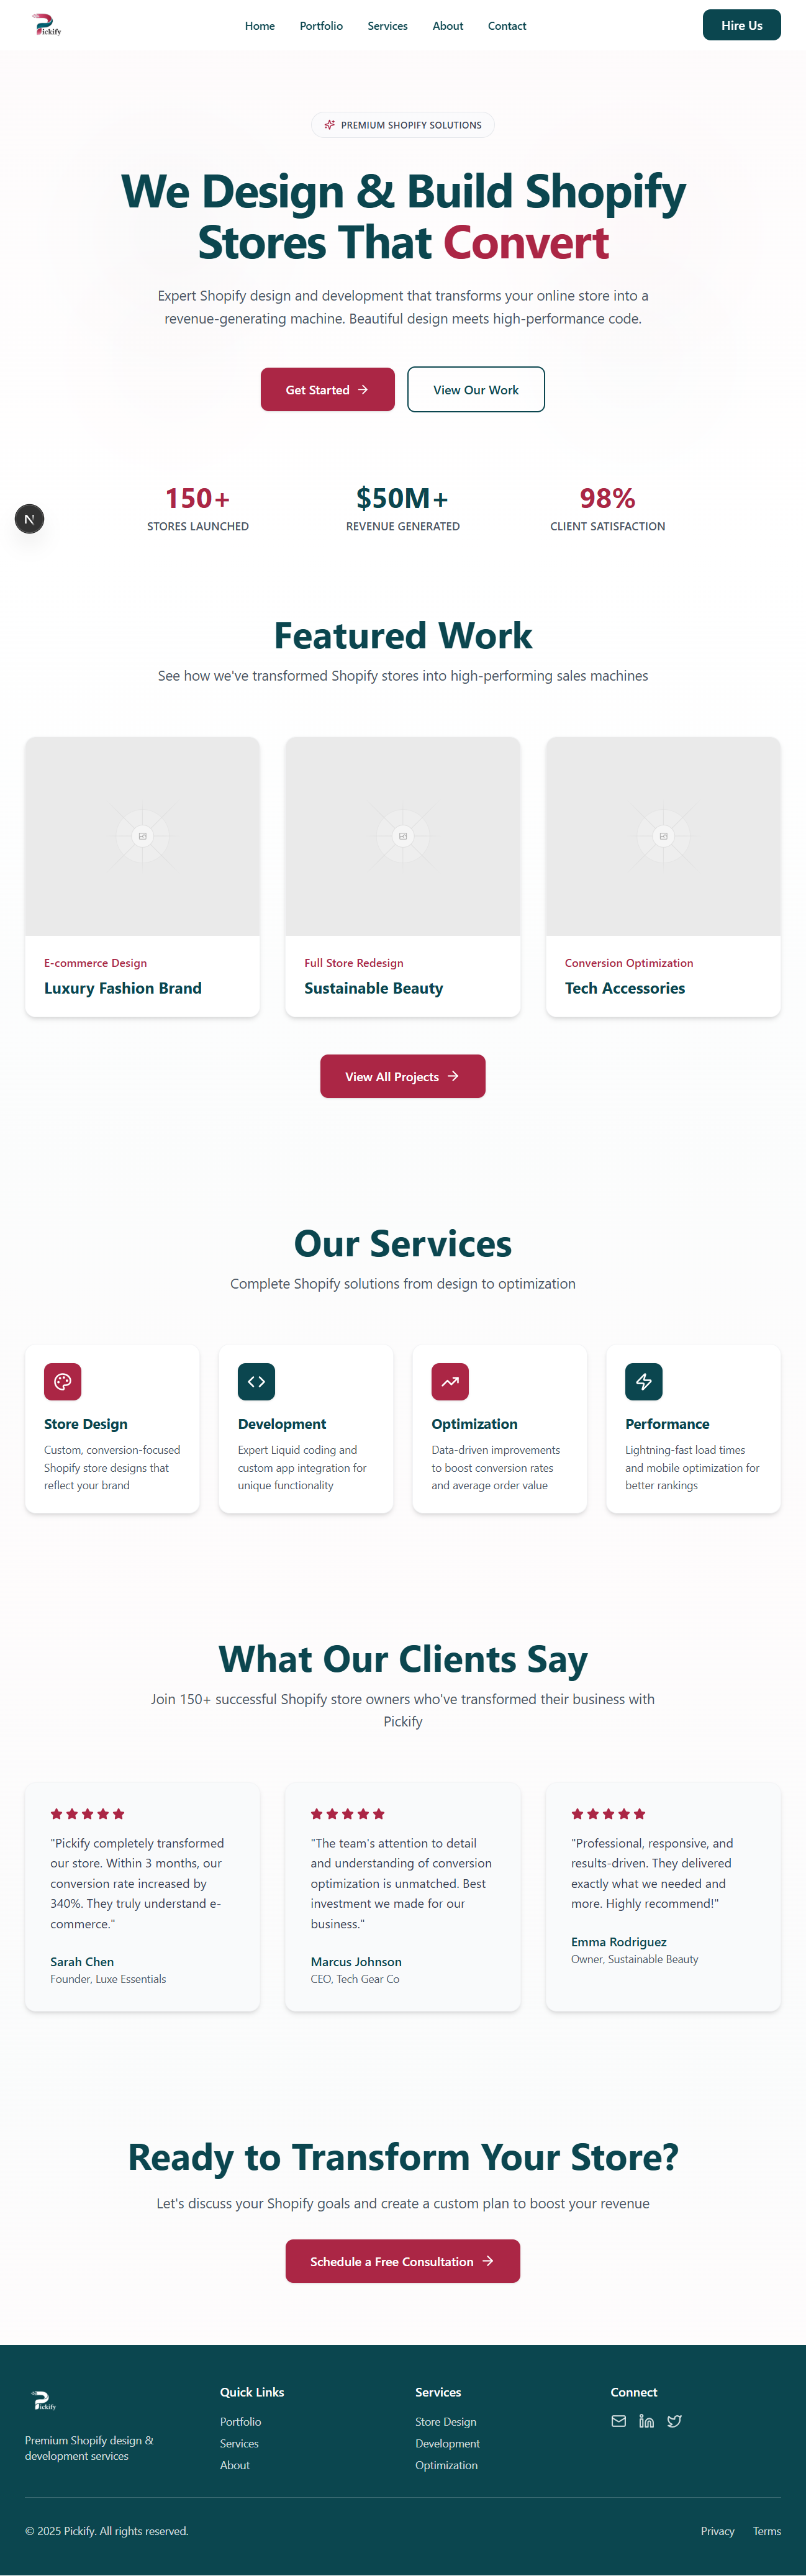 Pickify
Home
Portfolio
Services
About
Contact
Hire Us
PREMIUM SHOPIFY SOLUTIONS
We Design & Build Shopify
Stores That Convert
Expert Shopify design and development that transforms your online store into a
revenue-generating machine. Beautiful design meets high-performance code.
Get Started
View Our Work
150+
STORES LAUNCHED
$50M+
REVENUE GENERATED
98%
CLIENT SATISFACTION
N
Featured Work
See how we've transformed Shopify stores into high-performing sales machines
E-commerce Design
Luxury Fashion Brand
Full Store Redesign
Sustainable Beauty
Conversion Optimization
Tech Accessories
View All Projects
Our Services
Complete Shopify solutions from design to optimization
Store Design
Custom, conversion-focused
Shopify store designs that
reflect your brand
Development
Expert Liquid coding and
custom app integration for
unique functionality
Optimization
Data-driven improvements
to boost conversion rates
and average order value
Performance
Lightning-fast load times
and mobile optimization for
better rankings
What Our Clients Say
Join 150+ successful Shopify store owners who've transformed their business with
Pickify
"Pickify completely transformed
our store. Within 3 months, our
conversion rate increased by
340%. They truly understand e-
commerce."
Sarah Chen
Founder, Luxe Essentials
"The team's attention to detail
and understanding of conversion
optimization is unmatched. Best
investment we made for our
business."
Marcus Johnson
CEO, Tech Gear Co
"Professional, responsive, and
results-driven. They delivered
exactly what we needed and
more. Highly recommend!"
Emma Rodriguez
Owner, Sustainable Beauty
Ready to Transform Your Store?
Let's discuss your Shopify goals and create a custom plan to boost your revenue
Schedule a Free Consultation
Pickify
Premium Shopify design &
development services
Quick Links
Portfolio
Services
About
Services
Store Design
Development
Optimization
Connect
© 2025 Pickify. All rights reserved.
Privacy
Terms